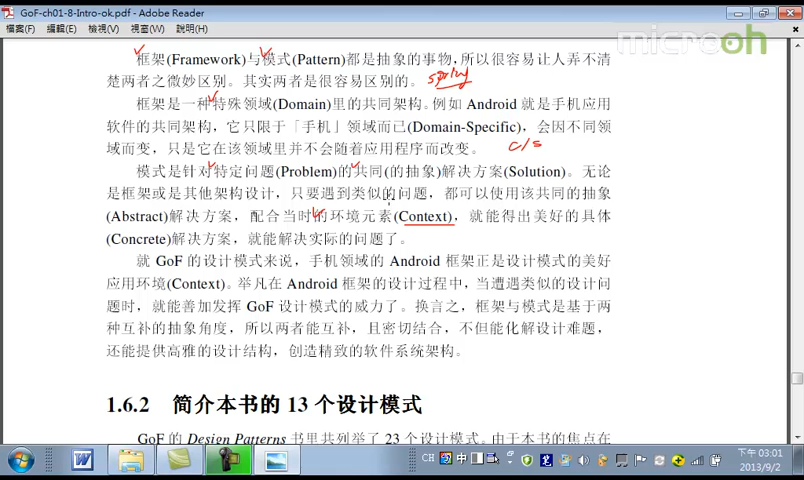 GoF-ch01-8-Intro-ok.pdf - Adobe Reader
檔案(F) 編輯(E) 檢視(V) 視窗(W) 說明(H)
microoh
框架(Framework)与模式(Pattern)都是抽象的事物，所以很容易让人弄不清
楚两者之微妙区别。其实两者是很容易区别的。 spring
框架是一种特殊领域(Domain)里的共同架构。例如 Android 就是手机应用
软件的共同架构，它只限于「手机」领域而已(Domain-Specific)，会因不同领
域而变，只是它在该领域里并不会随着应用程序而改变。 c/s
模式是针对特定问题(Problem)的共同(的抽象)解决方案(Solution)。无论
是框架或是其他架构设计，只要遇到类似的问题，都可以使用该共同的抽象
(Abstract)解决方案，配合当时的环境元素(Context)，就能得出美好的具体
(Concrete)解决方案，就能解决实际的问题了。
就 GoF 的设计模式来说，手机领域的 Android 框架正是设计模式的美好
应用环境(Context)。举凡在 Android 框架的设计过程中，当遭遇类似的设计问
题时，就能善加发挥 GoF 设计模式的威力了。换言之，框架与模式是基于两
种互补的抽象角度，所以两者能互补，且密切结合，不但能化解设计难题，
还能提供高雅的设计结构，创造精致的软件系统架构。
1.6.2 简介本书的 13 个设计模式
GoF 的 Design Patterns 书里共列举了 23 个设计模式。由于本书的焦点在
CH 中 下午 03:01
2013/9/2